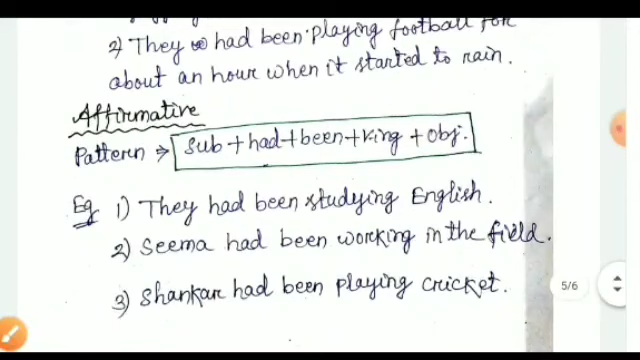 2) They had been playing football for
about an hour when it started to rain.
Affirmative
Pattern → sub + had + been + Ving + obj.
Eg 1) They had been studying English.
2) Seema had been working in the field.
3) Shankar had been playing cricket.
5/6